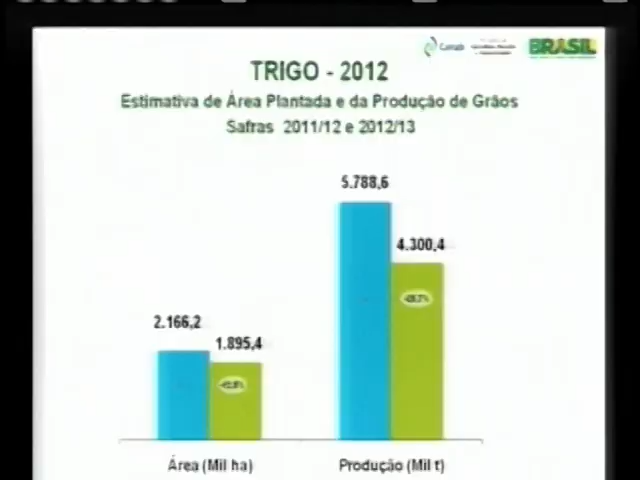 Conab
BRASIL
TRIGO - 2012
Estimativa de Área Plantada e da Produção de Grãos
Safras 2011/12 e 2012/13
5.788,6
4.300,4
2.166,2
1.895,4
Área (Mil ha)
Produção (Mil t)